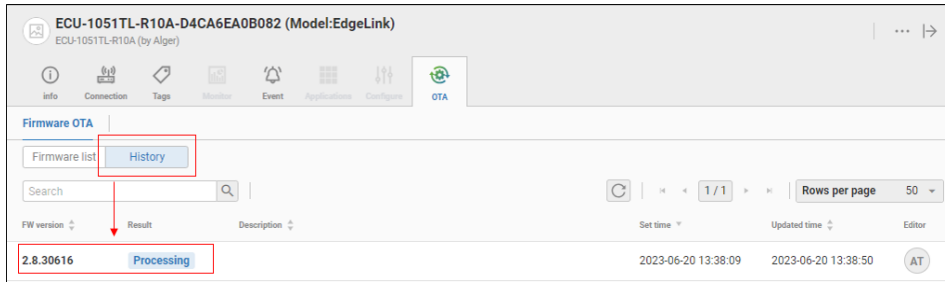 ECU-1051TL-R10A-D4CA6EA0B082 (Model:EdgeLink)
ECU-1051TL-R10A (by Alger)
info Connection Tags Monitor Event Applications Configure OTA
Firmware OTA
Firmware list History
Search 1 / 1 Rows per page 50
FW version Result Description Set time Updated time Editor
2.8.30616 Processing 2023-06-20 13:38:09 2023-06-20 13:38:50 AT